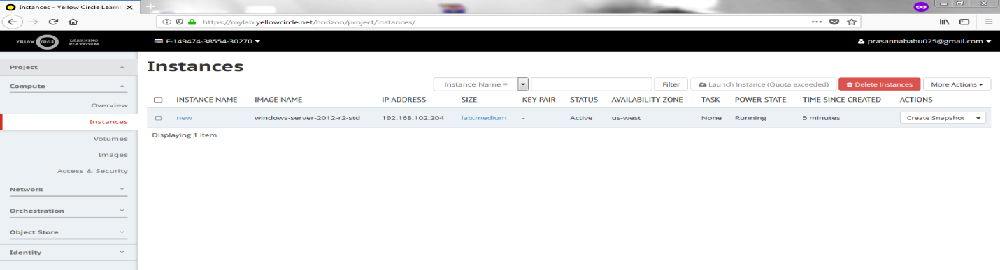 Instances - Yellow Circle Learni
https://mylab.yellowcircle.net/horizon/project/instances/
YELLOW CIRCLE LEARNING PLATFORM
F-149474-38554-30270
prasannababu025@gmail.com
Project
Compute
Overview
Instances
Volumes
Images
Access & Security
Network
Orchestration
Object Store
Identity
Instances
Instance Name = Filter Launch Instance (Quota exceeded) Delete Instances More Actions
INSTANCE NAME IMAGE NAME IP ADDRESS SIZE KEY PAIR STATUS AVAILABILITY ZONE TASK POWER STATE TIME SINCE CREATED ACTIONS
new windows-server-2012-r2-std 192.168.102.204 lab.medium - Active us-west None Running 5 minutes Create Snapshot
Displaying 1 item